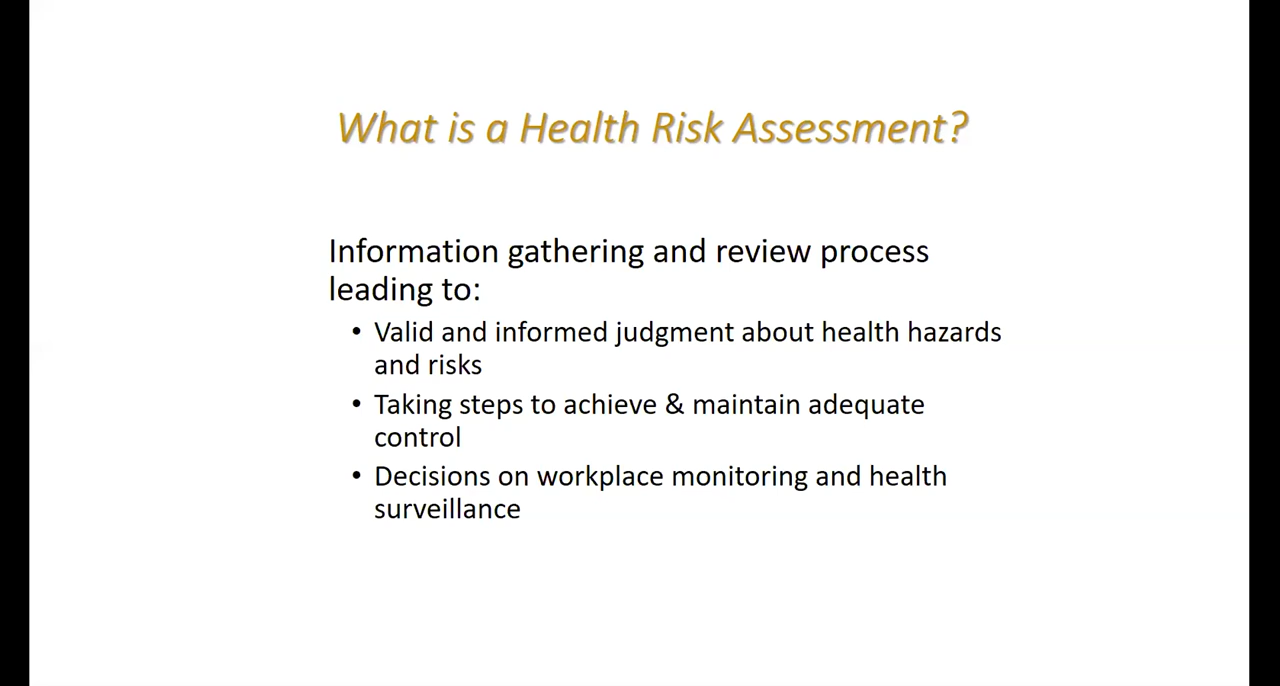 What is a Health Risk Assessment?
Information gathering and review process
leading to:
• Valid and informed judgment about health hazards
and risks
• Taking steps to achieve & maintain adequate
control
• Decisions on workplace monitoring and health
surveillance